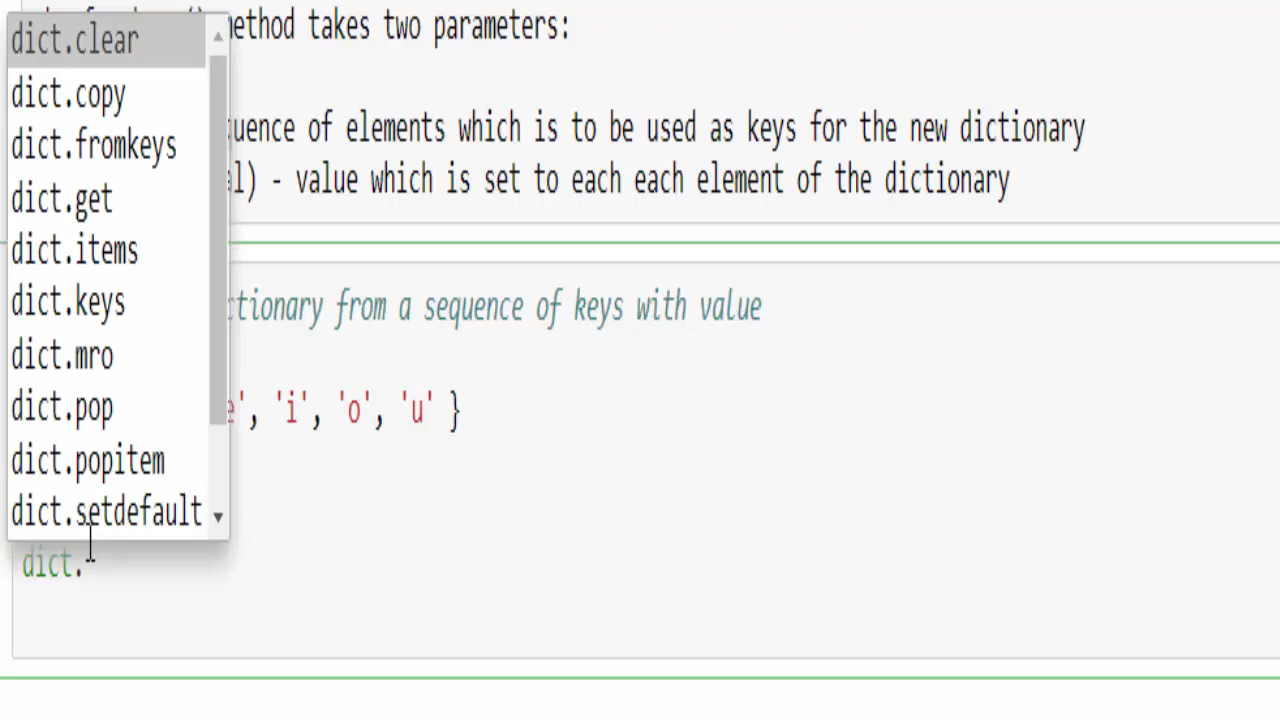 method takes two parameters:
dict.clear
dict.copy
of elements which is to be used as keys for the new dictionary
dict.fromkeys
- value which is set to each each element of the dictionary
dict.get
dict.items
dict.keys
from a sequence of keys with value
dict.mro
dict.pop
', 'i', 'o', 'u' }
dict.popitem
dict.setdefault
dict.